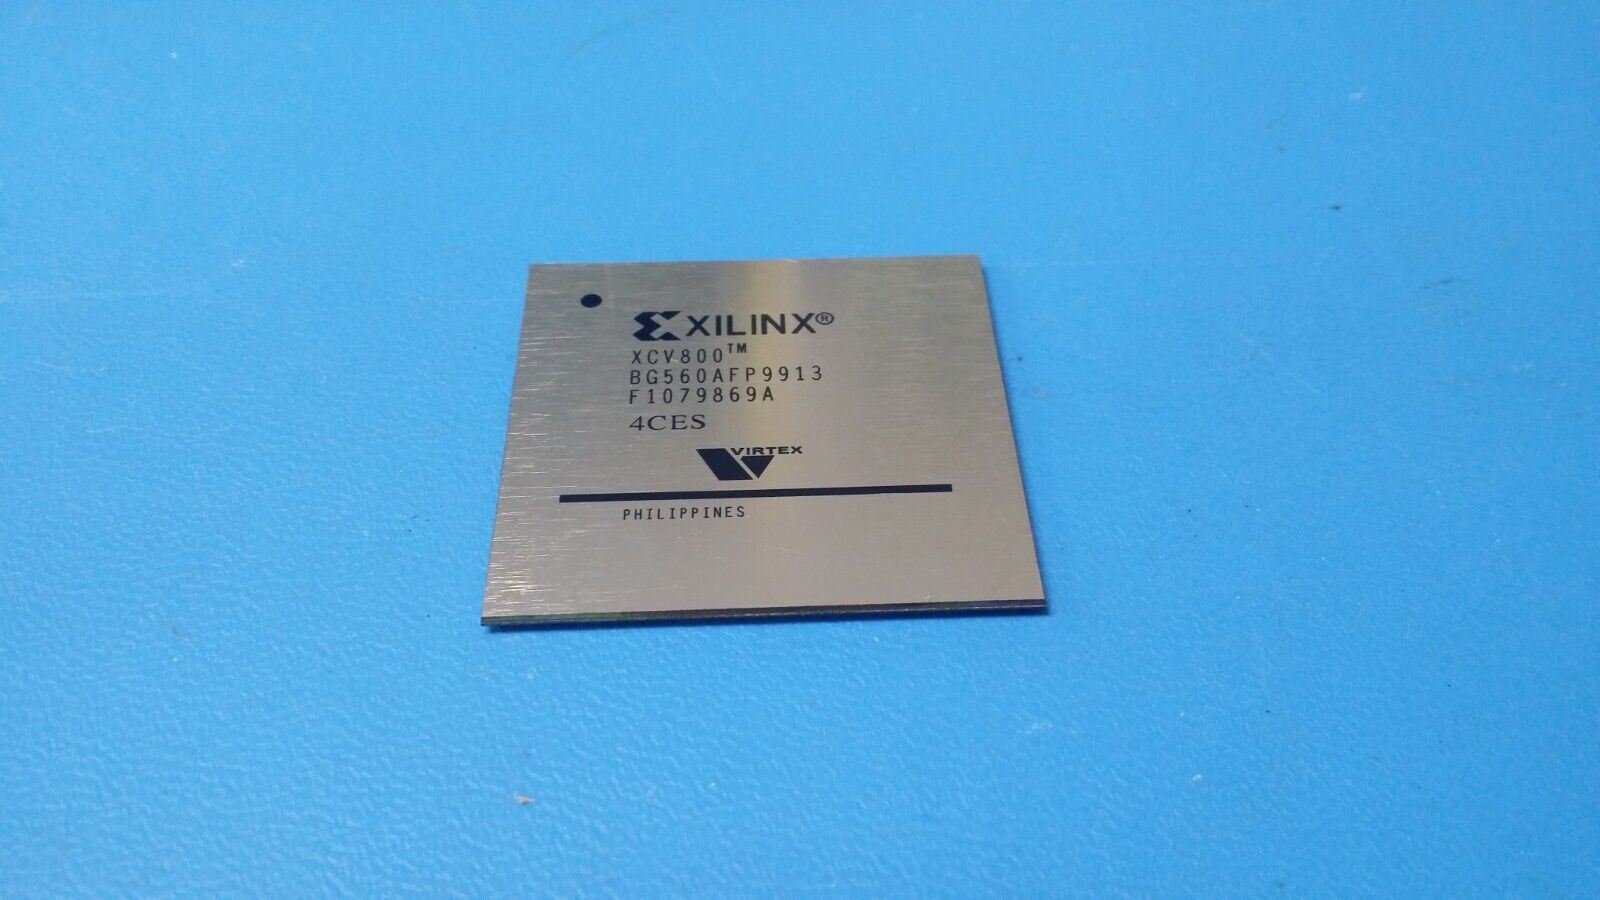 XILINX®
XCV800™
BG560AFP9913
F1079869A
4CES
VIRTEX
PHILIPPINES